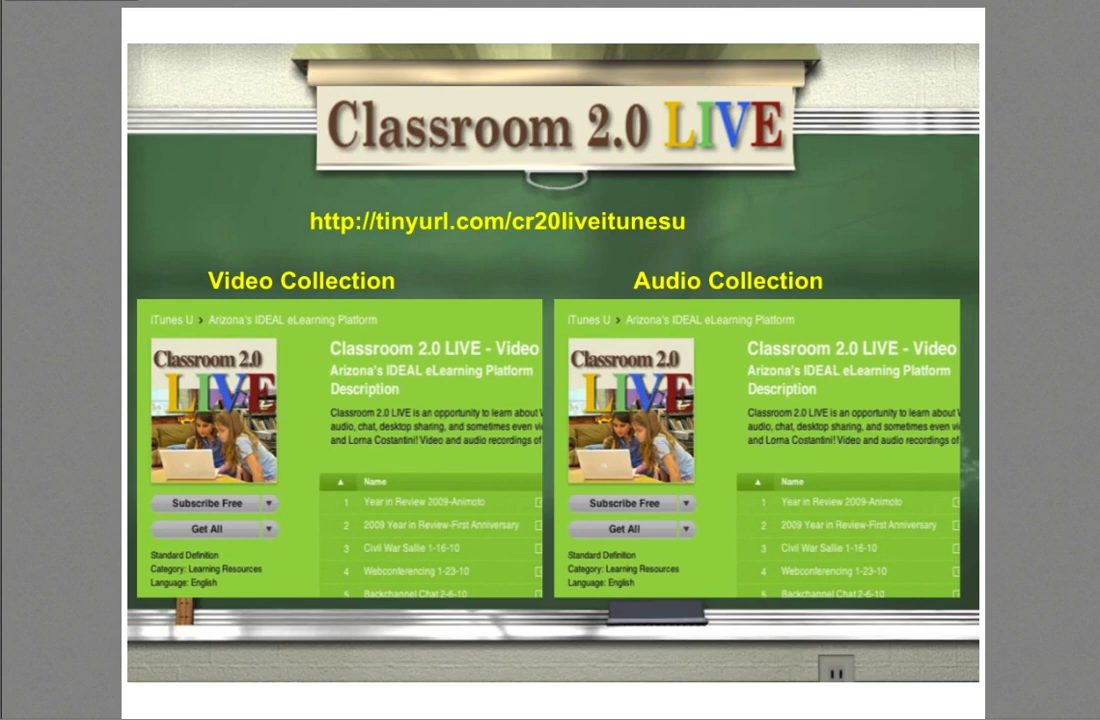 Classroom 2.0 LIVE
http://tinyurl.com/cr20liveitunesu
Video Collection
iTunes U › Arizona's IDEAL eLearning Platform
Classroom 2.0
LIVE
Subscribe Free
Get All
Standard Definition
Category: Learning Resources
Language: English
Classroom 2.0 LIVE - Video
Arizona's IDEAL eLearning Platform
Description
Classroom 2.0 LIVE is an opportunity to learn about
audio, chat, desktop sharing, and sometimes even
and Lorna Costantini! Video and audio recordings of
▲ Name
1 Year in Review 2009-Animoto
2 2009 Year in Review-First Anniversary
3 Civil War Sallie 1-16-10
4 Webconferencing 1-23-10
5 Backchannel Chat 2-6-10
Audio Collection
iTunes U › Arizona's IDEAL eLearning Platform
Classroom 2.0
LIVE
Subscribe Free
Get All
Standard Definition
Category: Learning Resources
Language: English
Classroom 2.0 LIVE - Video
Arizona's IDEAL eLearning Platform
Description
Classroom 2.0 LIVE is an opportunity to learn about
audio, chat, desktop sharing, and sometimes even
and Lorna Costantini! Video and audio recordings of
▲ Name
1 Year in Review 2009-Animoto
2 2009 Year in Review-First Anniversary
3 Civil War Sallie 1-16-10
4 Webconferencing 1-23-10
5 Backchannel Chat 2-6-10